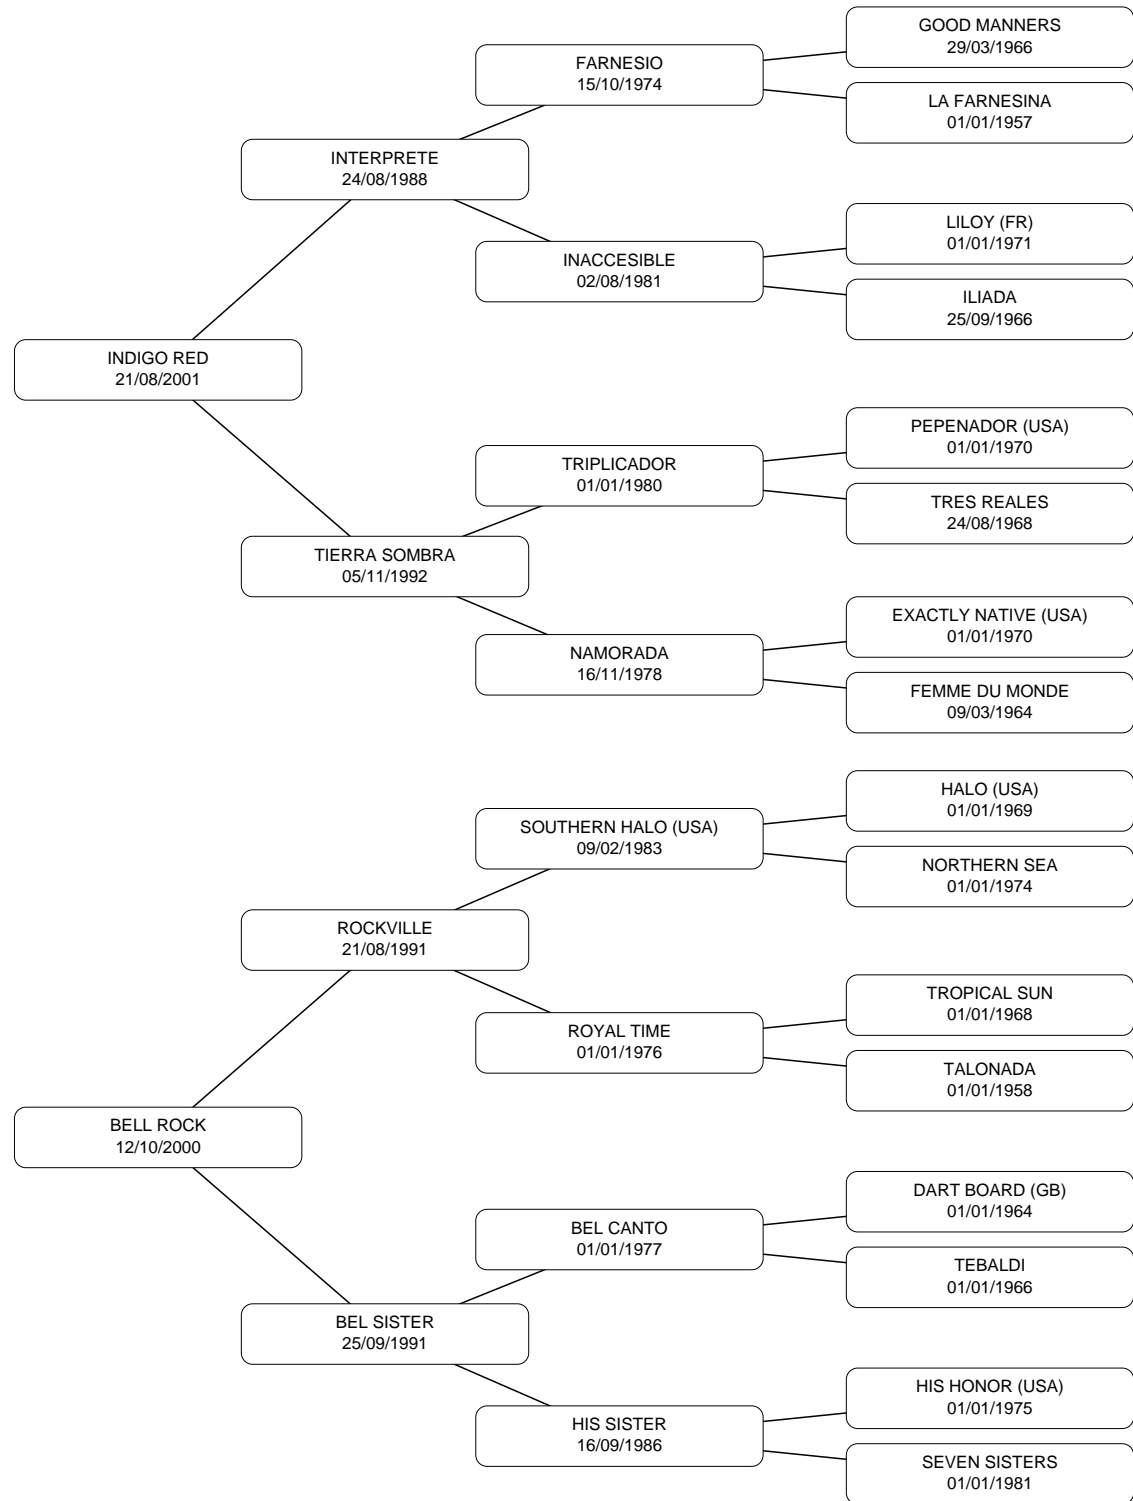 GOOD MANNERS
29/03/1966
FARNESIO
15/10/1974
LA FARNESINA
01/01/1957
INTERPRETE
24/08/1988
LILOY (FR)
01/01/1971
INACCESIBLE
02/08/1981
ILIADA
25/09/1966
INDIGO RED
21/08/2001
PEPENADOR (USA)
01/01/1970
TRIPLICADOR
01/01/1980
TRES REALES
24/08/1968
TIERRA SOMBRA
05/11/1992
EXACTLY NATIVE (USA)
01/01/1970
NAMORADA
16/11/1978
FEMME DU MONDE
09/03/1964
HALO (USA)
01/01/1969
SOUTHERN HALO (USA)
09/02/1983
NORTHERN SEA
01/01/1974
ROCKVILLE
21/08/1991
TROPICAL SUN
01/01/1968
ROYAL TIME
01/01/1976
TALONADA
01/01/1958
BELL ROCK
12/10/2000
DART BOARD (GB)
01/01/1964
BEL CANTO
01/01/1977
TEBALDI
01/01/1966
BEL SISTER
25/09/1991
HIS HONOR (USA)
01/01/1975
HIS SISTER
16/09/1986
SEVEN SISTERS
01/01/1981